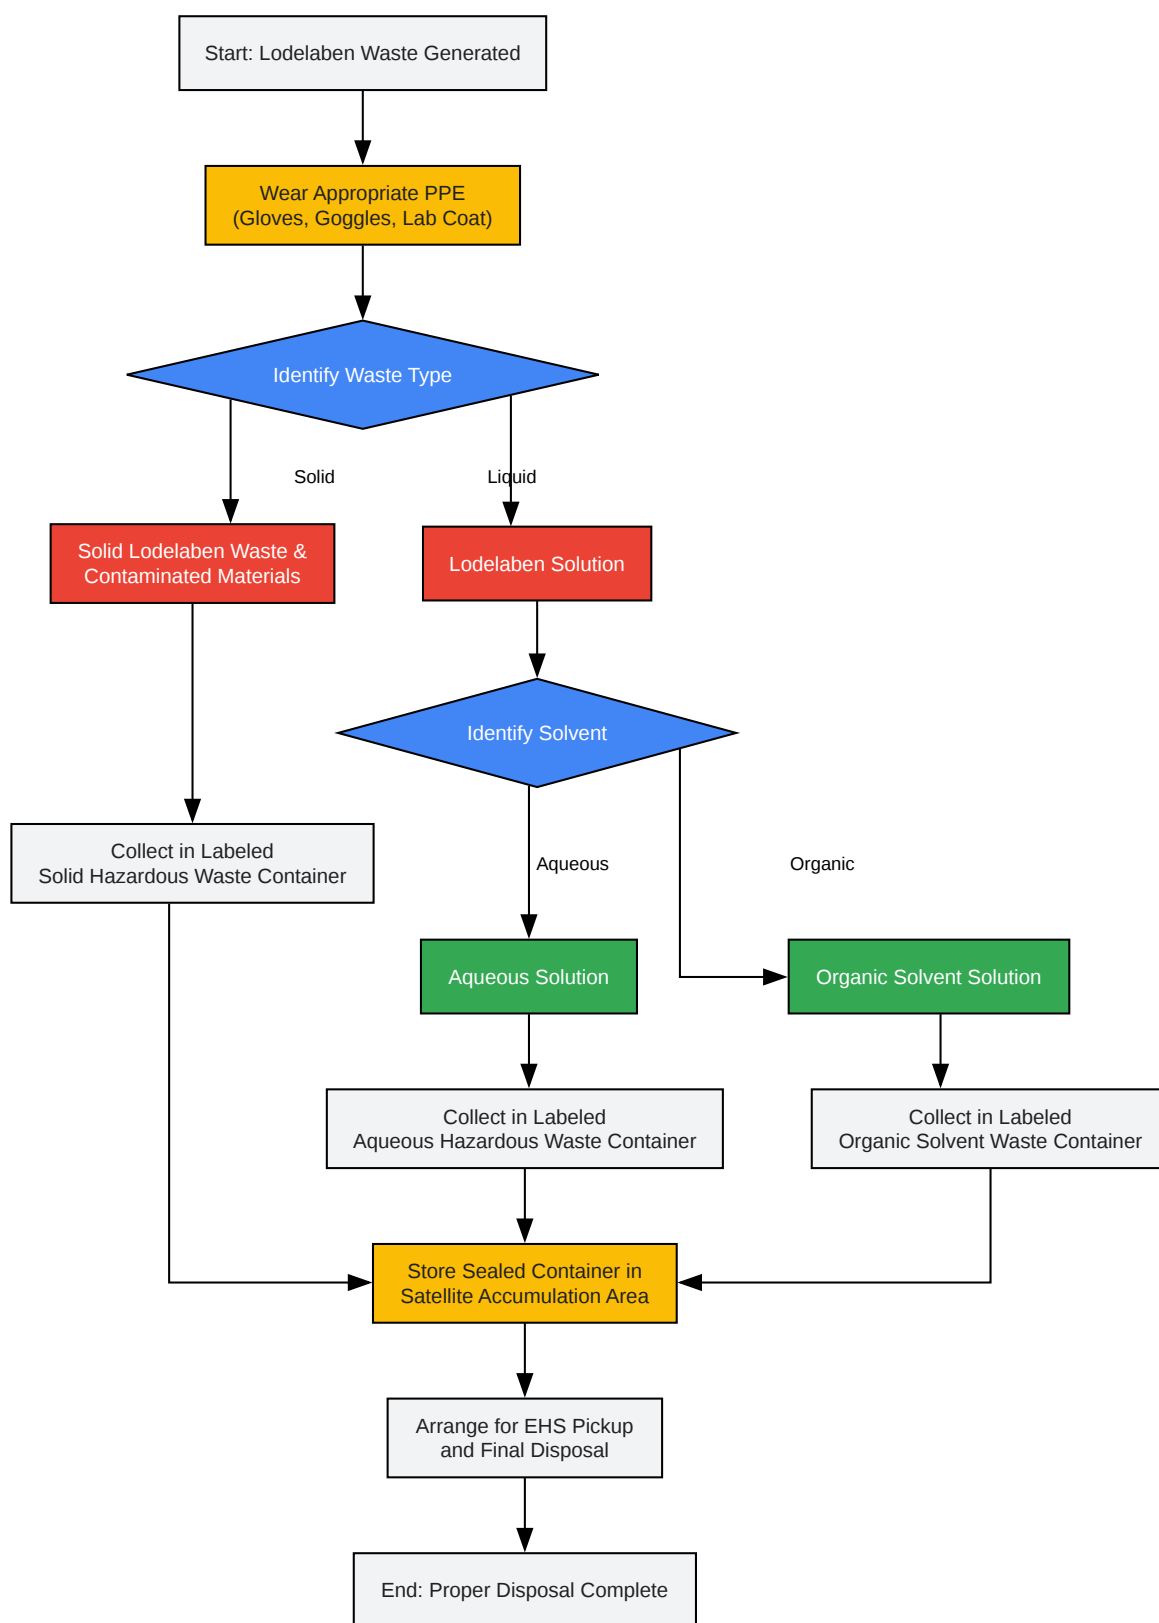 Start: Lodelaben Waste Generated
Wear Appropriate PPE
(Gloves, Goggles, Lab Coat)
Identify Waste Type
Solid
Liquid
Solid Lodelaben Waste &
Contaminated Materials
Lodelaben Solution
Identify Solvent
Collect in Labeled
Solid Hazardous Waste Container
Aqueous
Organic
Aqueous Solution
Organic Solvent Solution
Collect in Labeled
Aqueous Hazardous Waste Container
Collect in Labeled
Organic Solvent Waste Container
Store Sealed Container in
Satellite Accumulation Area
Arrange for EHS Pickup
and Final Disposal
End: Proper Disposal Complete